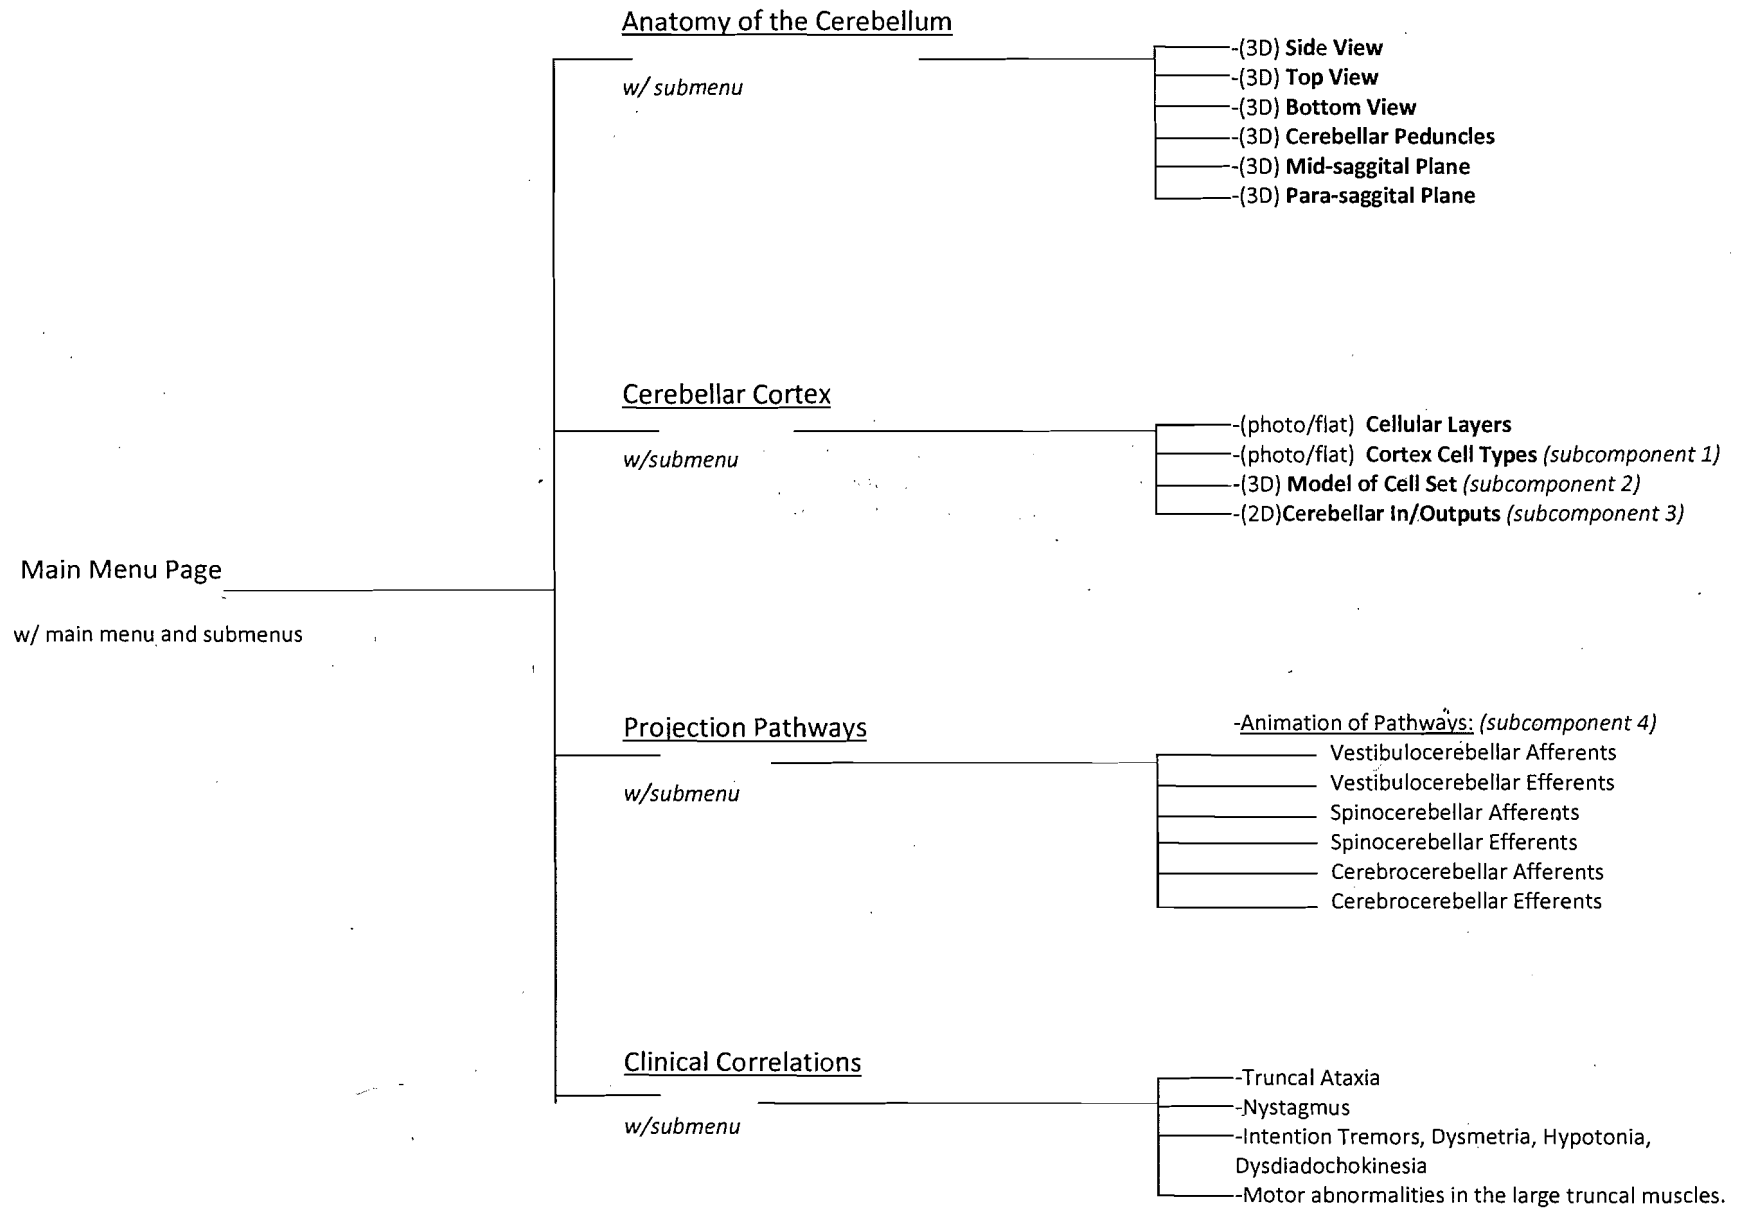 Anatomy of the Cerebellum
w/ submenu
-(3D) Side View
-(3D) Top View
-(3D) Bottom View
-(3D) Cerebellar Peduncles
-(3D) Mid-saggital Plane
-(3D) Para-saggital Plane
Cerebellar Cortex
w/submenu
-(photo/flat) Cellular Layers
-(photo/flat) Cortex Cell Types (subcomponent 1)
-(3D) Model of Cell Set (subcomponent 2)
-(2D)Cerebellar In/Outputs (subcomponent 3)
Main Menu Page
w/ main menu and submenus
Projection Pathways
w/submenu
-Animation of Pathways: (subcomponent 4)
Vestibulocerebellar Afferents
Vestibulocerebellar Efferents
Spinocerebellar Afferents
Spinocerebellar Efferents
Cerebrocerebellar Afferents
Cerebrocerebellar Efferents
Clinical Correlations
w/submenu
-Truncal Ataxia
-Nystagmus
-Intention Tremors, Dysmetria, Hypotonia,
Dysdiadochokinesia
-Motor abnormalities in the large truncal muscles.